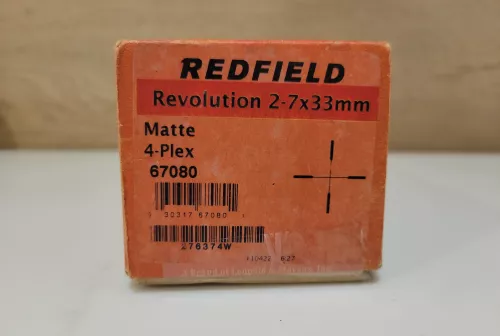 REDFIELD
Revolution 2-7x33mm
Matte
4-Plex
67080
30317 67080
276374W